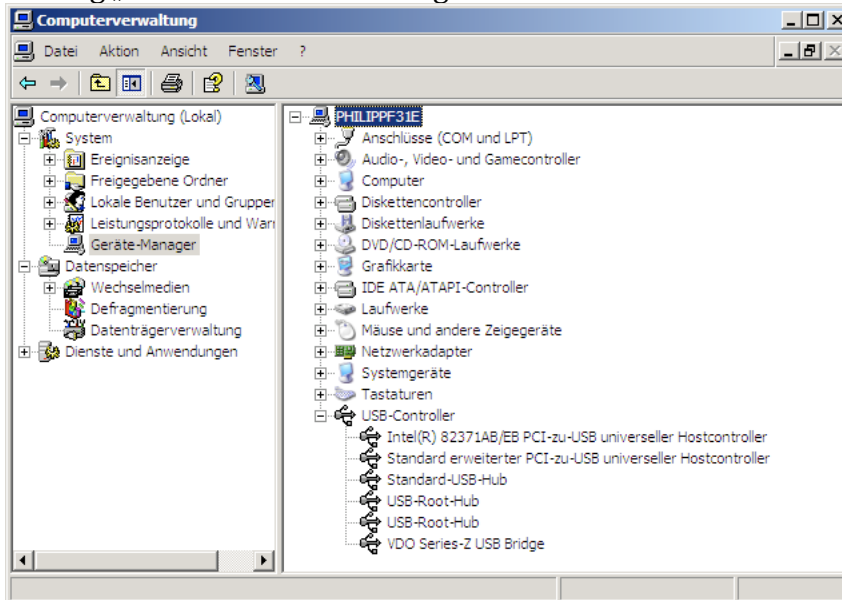 Computerverwaltung
Datei Aktion Ansicht Fenster ?
Computerverwaltung (Lokal)
System
Ereignisanzeige
Freigegebene Ordner
Lokale Benutzer und Gruppen
Leistungsprotokolle und Warn
Geräte-Manager
Datenspeicher
Wechselmedien
Defragmentierung
Datenträgerverwaltung
Dienste und Anwendungen
PHILIPPF31E
Anschlüsse (COM und LPT)
Audio-, Video- und Gamecontroller
Computer
Diskettencontroller
Diskettenlaufwerke
DVD/CD-ROM-Laufwerke
Grafikkarte
IDE ATA/ATAPI-Controller
Laufwerke
Mäuse und andere Zeigegeräte
Netzwerkadapter
Systemgeräte
Tastaturen
USB-Controller
Intel(R) 82371AB/EB PCI-zu-USB universeller Hostcontroller
Standard erweiterter PCI-zu-USB universeller Hostcontroller
Standard-USB-Hub
USB-Root-Hub
USB-Root-Hub
VDO Series-Z USB Bridge